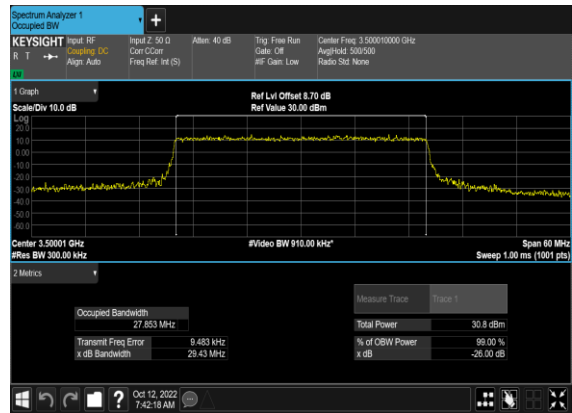 Spectrum Analyzer 1
Occupied BW
+
KEYSIGHT Input: RF Input Z: 50 Ω Atten: 40 dB Trig: Free Run Center Freq: 3.500010000 GHz
R T Coupling: DC Corr CCorr Gate: Off Avg|Hold: 500/500
Align: Auto Freq Ref: Int (S) #IF Gain: Low Radio Std: None
LXI
1 Graph Ref Lvl Offset 8.70 dB
Scale/Div 10.0 dB Ref Value 30.00 dBm
Log
20.0
10.0
0.00
-10.0
-20.0
-30.0
-40.0
-50.0
-60.0
Center 3.50001 GHz #Video BW 910.00 kHz* Span 60 MHz
#Res BW 300.00 kHz Sweep 1.00 ms (1001 pts)
2 Metrics
Measure Trace Trace 1
Occupied Bandwidth
27.853 MHz Total Power 30.8 dBm
Transmit Freq Error 9.483 kHz % of OBW Power 99.00 %
x dB Bandwidth 29.43 MHz x dB -26.00 dB
? Oct 12, 2022
7:42:18 AM